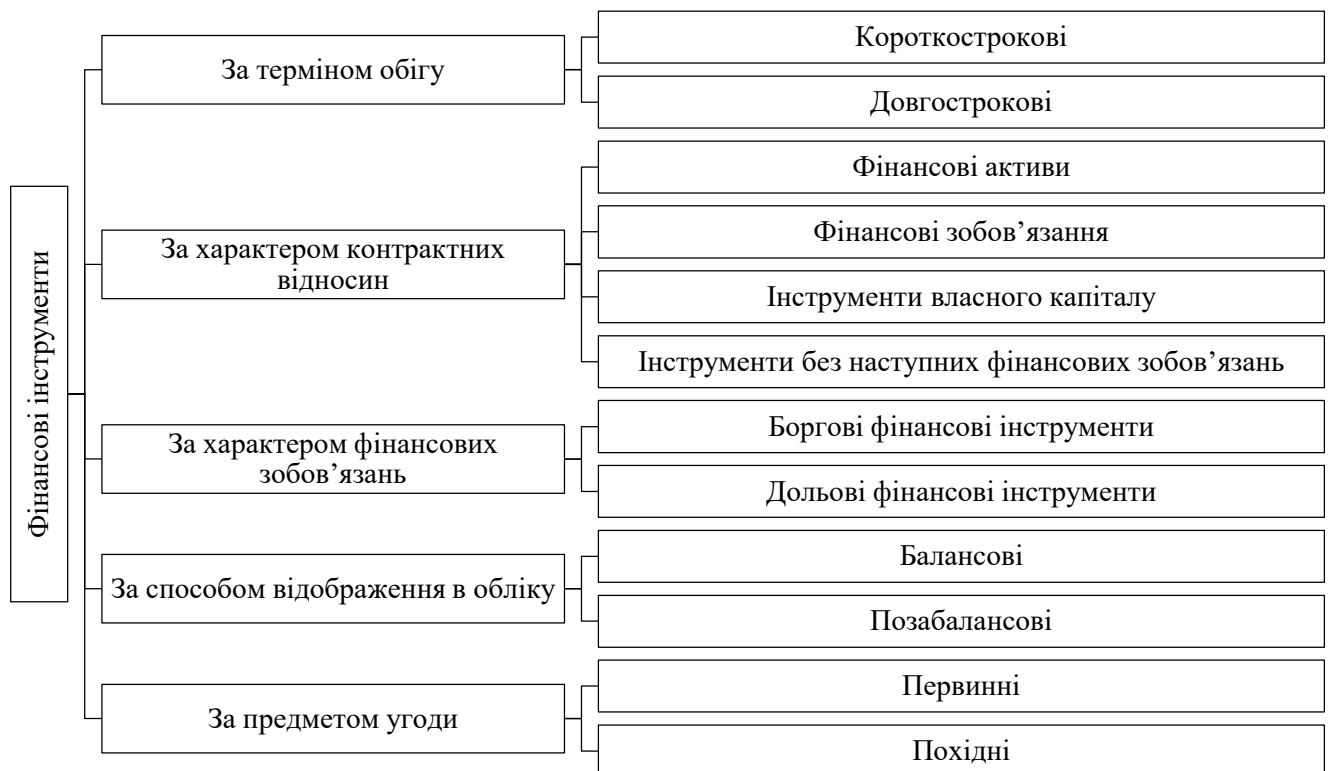 Фінансові інструменти
За терміном обігу
Короткострокові
Довгострокові
За характером контрактних
відносин
Фінансові активи
Фінансові зобов’язання
Інструменти власного капіталу
Інструменти без наступних фінансових зобов’язань
За характером фінансових
зобов’язань
Боргові фінансові інструменти
Дольові фінансові інструменти
За способом відображення в обліку
Балансові
Позабалансові
За предметом угоди
Первинні
Похідні